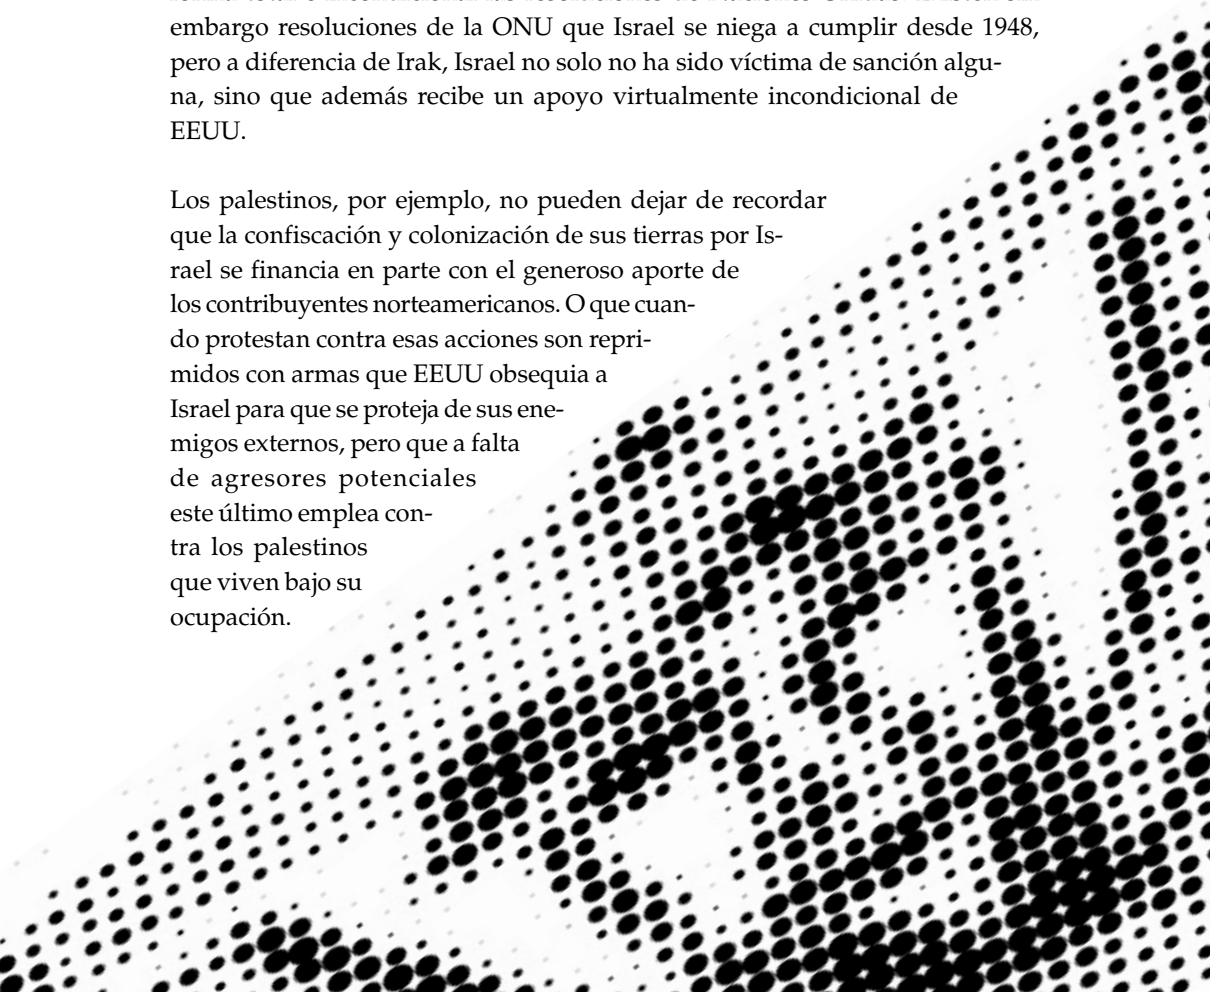 embargo resoluciones de la ONU que Israel se niega a cumplir desde 1948,
pero a diferencia de Irak, Israel no solo no ha sido víctima de sanción algu-
na, sino que además recibe un apoyo virtualmente incondicional de
EEUU.
Los palestinos, por ejemplo, no pueden dejar de recordar
que la confiscación y colonización de sus tierras por Is-
rael se financia en parte con el generoso aporte de
los contribuyentes norteamericanos. O que cuan-
do protestan contra esas acciones son repri-
midos con armas que EEUU obsequia a
Israel para que se proteja de sus ene-
migos externos, pero que a falta
de agresores potenciales
este último emplea con-
tra los palestinos
que viven bajo su
ocupación.